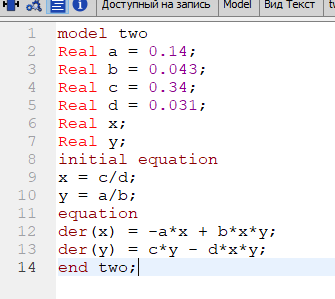 Доступный на запись Model Вид Текст
1 model two
2 Real a = 0.14;
3 Real b = 0.043;
4 Real c = 0.34;
5 Real d = 0.031;
6 Real x;
7 Real y;
8 initial equation
9 x = c/d;
10 y = a/b;
11 equation
12 der(x) = -a*x + b*x*y;
13 der(y) = c*y - d*x*y;
14 end two;